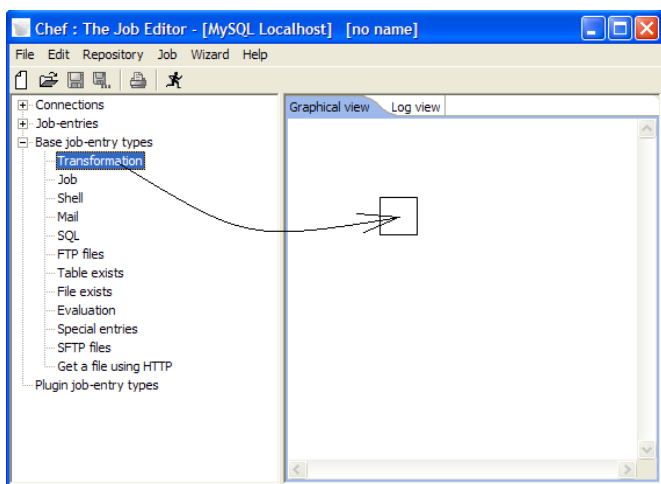 Chef : The Job Editor - [MySQL Localhost] [no name]
File Edit Repository Job Wizard Help
Connections
Job-entries
Base job-entry types
Transformation
Job
Shell
Mail
SQL
FTP files
Table exists
File exists
Evaluation
Special entries
SFTP files
Get a file using HTTP
Plugin job-entry types
Graphical view Log view